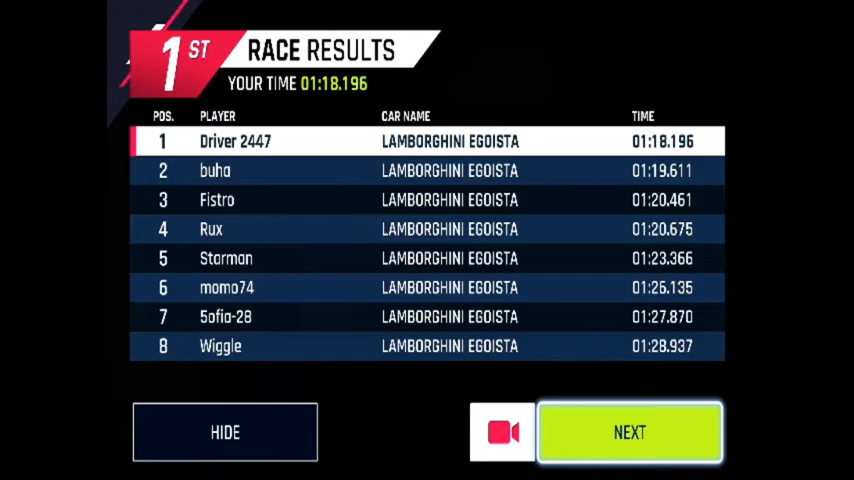 1ST
RACE RESULTS
YOUR TIME 01:18.196
POS. PLAYER CAR NAME TIME
1 Driver 2447 LAMBORGHINI EGOISTA 01:18.196
2 buha LAMBORGHINI EGOISTA 01:19.611
3 Fistro LAMBORGHINI EGOISTA 01:20.461
4 Rux LAMBORGHINI EGOISTA 01:20.675
5 Starman LAMBORGHINI EGOISTA 01:23.366
6 momo74 LAMBORGHINI EGOISTA 01:26.135
7 5ofia-28 LAMBORGHINI EGOISTA 01:27.870
8 Wiggle LAMBORGHINI EGOISTA 01:28.937
HIDE NEXT